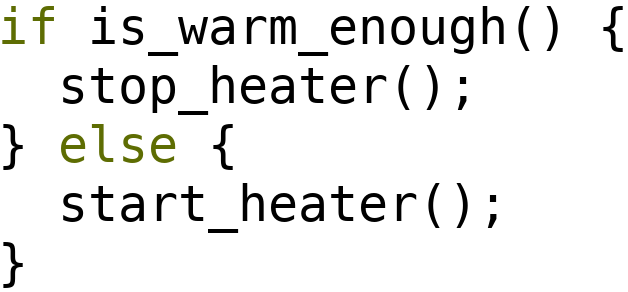 if is_warm_enough() {
  stop_heater();
} else {
  start_heater();
}